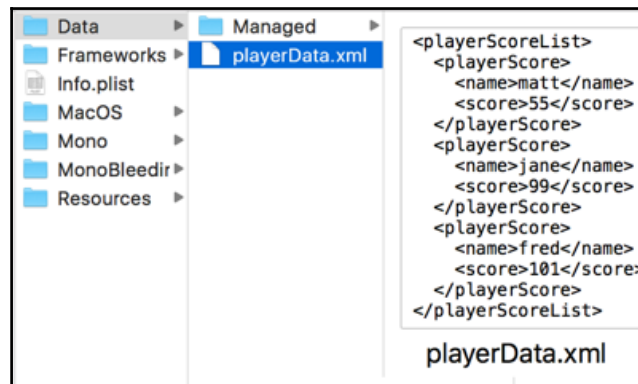 Data
Frameworks
Info.plist
MacOS
Mono
MonoBleedir
Resources
Managed
playerData.xml
<playerScoreList>
<playerScore>
<name>matt</name>
<score>55</score>
</playerScore>
<playerScore>
<name>jane</name>
<score>99</score>
</playerScore>
<playerScore>
<name>fred</name>
<score>101</score>
</playerScore>
</playerScoreList>
playerData.xml